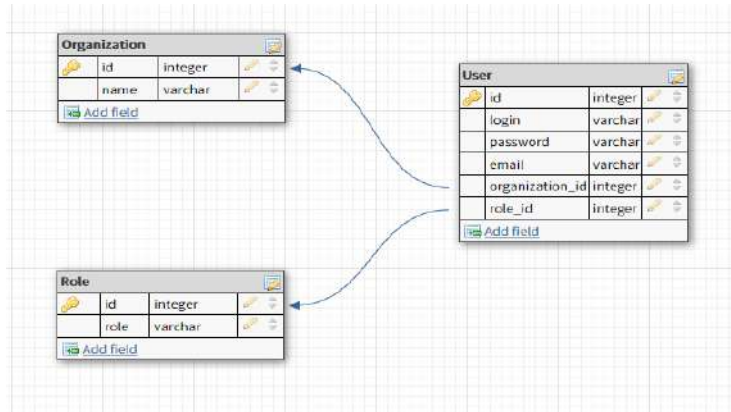 Organization
id integer
name varchar
Add field
User
id integer
login varchar
password varchar
email varchar
organization_id integer
role_id integer
Add field
Role
id integer
role varchar
Add field